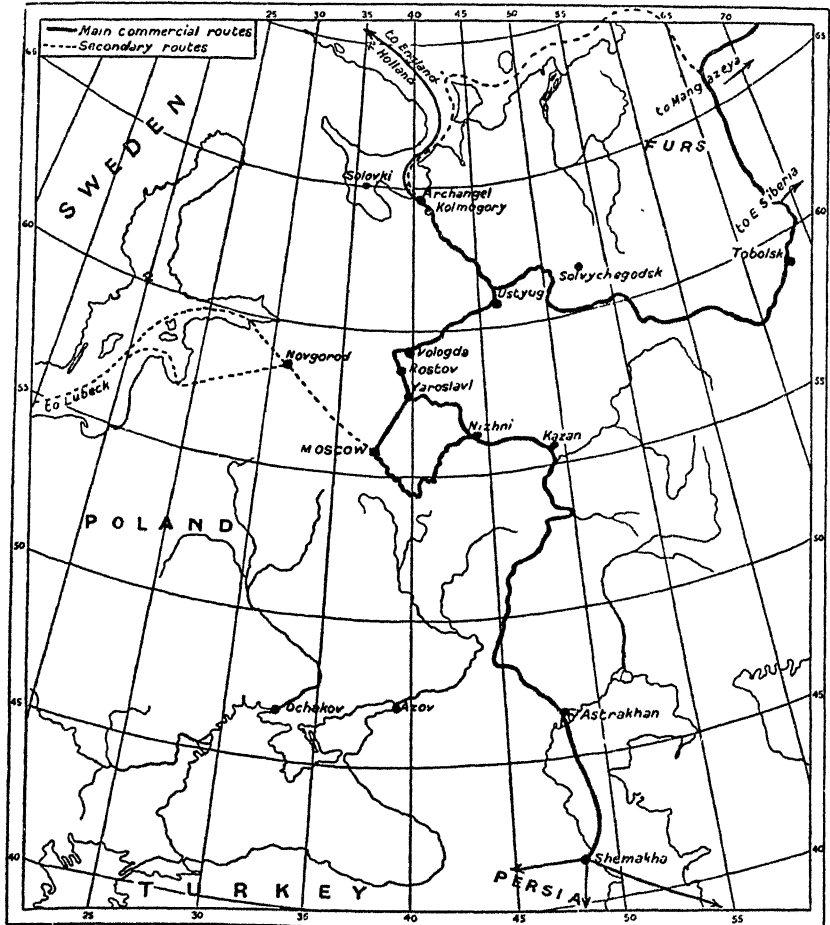 25 30 35 40 45 50 55 60 65 70
Main commercial routes
Secondary routes
65
65
to England
& Holland
to Mangazeya
SWEDEN
FURS
Solovki
Archangel
Kolmogory
to E Siberia
60
60
Tobolsk
Solvychegodsk
Ustyug
Vologda
Novgorod
Rostov
Yaroslavl
55
55
to Lubeck
Nizhni
Kazan
MOSCOW
POLAND
50
50
45
45
Ochakov
Azov
Astrakhan
40
40
Shemakha
PERSIA
TURKEY
25 30 35 40 45 50 55